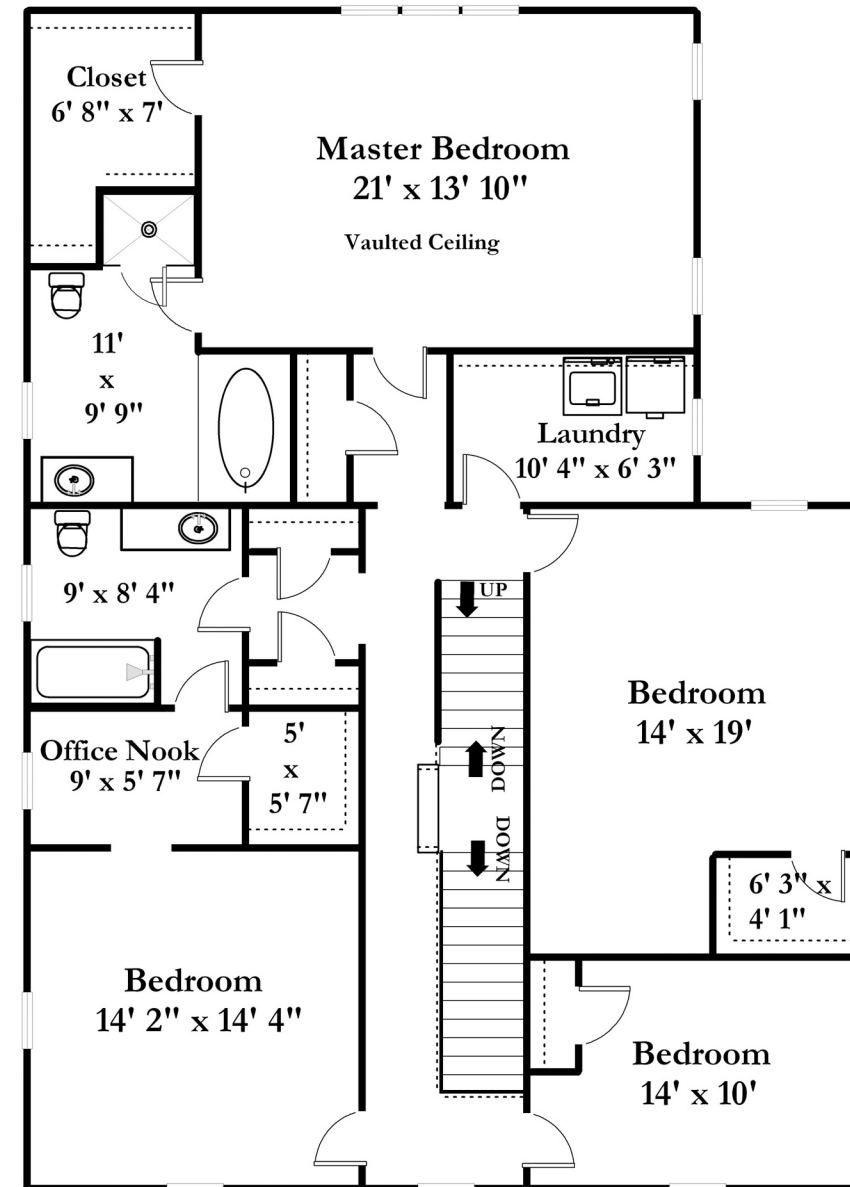 Closet
6' 8" x 7'
Master Bedroom
21' x 13' 10"
Vaulted Ceiling
11'
x
9' 9"
Laundry
10' 4" x 6' 3"
9' x 8' 4"
UP
Bedroom
14' x 19'
Office Nook
9' x 5' 7"
5'
x
5' 7"
DOWN
DOWN
6' 3" x
4' 1"
Bedroom
14' 2" x 14' 4"
Bedroom
14' x 10'